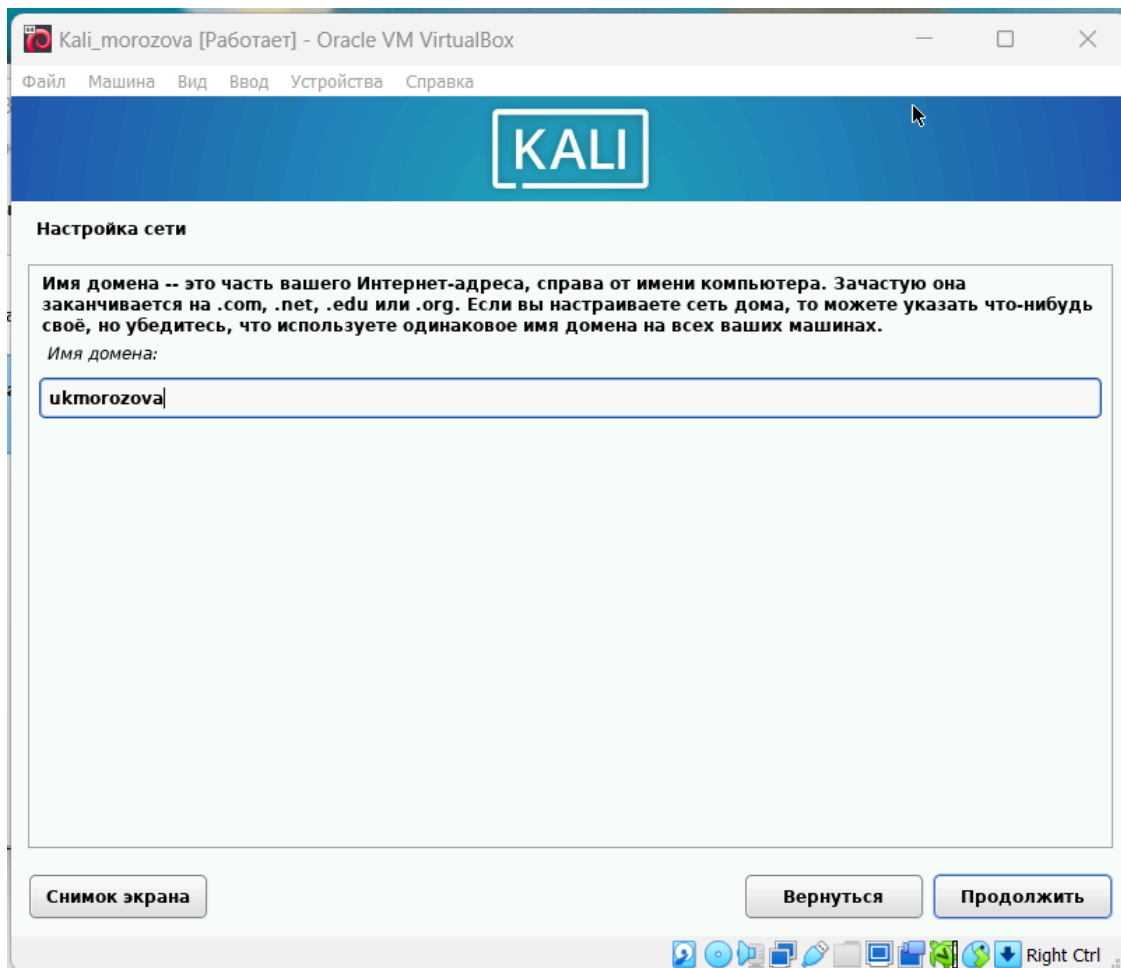 Kali_morozova [Работает] - Oracle VM VirtualBox
Файл Машина Вид Ввод Устройства Справка
KALI
Настройка сети
Имя домена -- это часть вашего Интернет-адреса, справа от имени компьютера. Зачастую она
заканчивается на .com, .net, .edu или .org. Если вы настраиваете сеть дома, то можете указать что-нибудь
своё, но убедитесь, что используете одинаковое имя домена на всех ваших машинах.
Имя домена:
ukmorozova
Снимок экрана Вернуться Продолжить
Right Ctrl